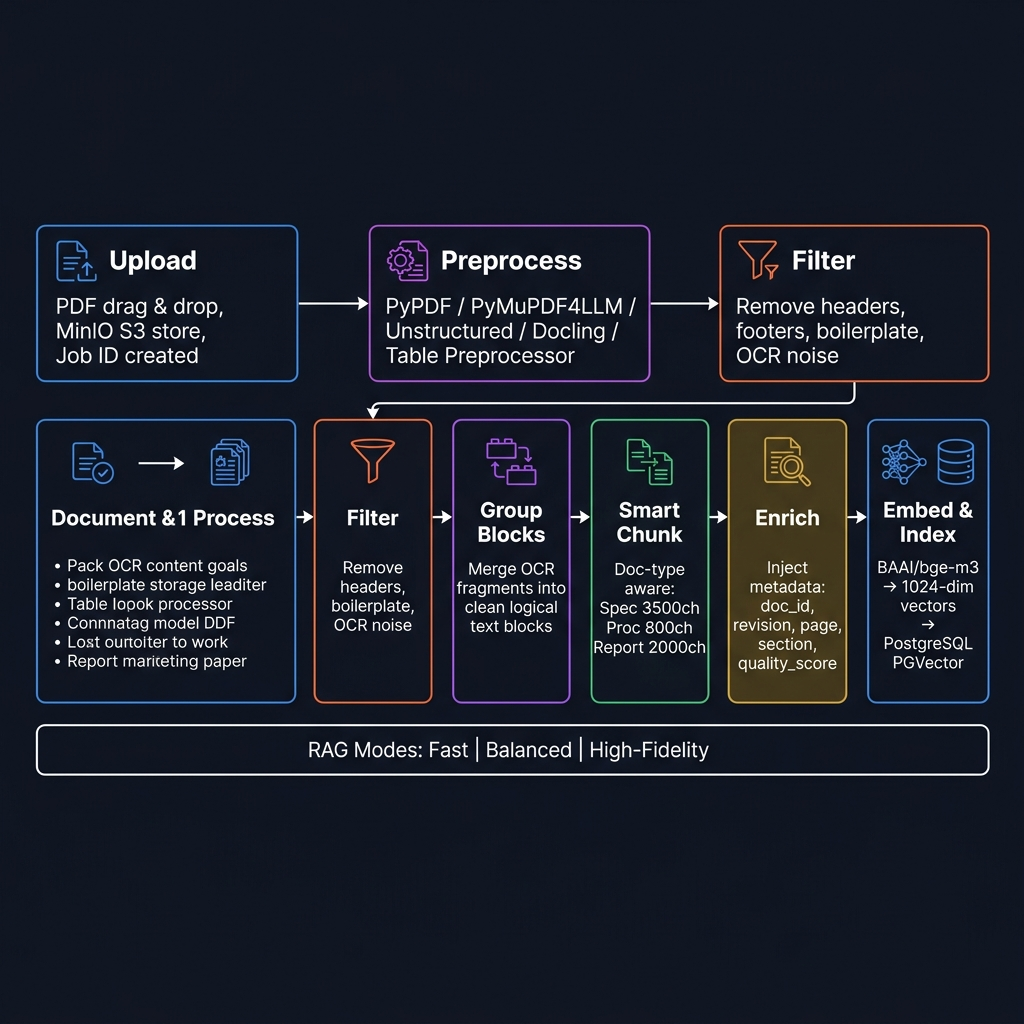 Upload
PDF drag & drop,
MinIO S3 store,
Job ID created
Preprocess
PyPDF / PyMuPDF4LLM /
Unstructured / Docling /
Table Preprocessor
Filter
Remove headers,
footers, boilerplate,
OCR noise
Document &1 Process
• Pack OCR content goals
• boilerplate storage leaditer
• Table lopok processor
• Connnatag model DDF
• Lost ourtolter to work
• Report marireting paper
Filter
Remove
headers,
boilerplate,
OCR noise
Group
Blocks
Merge OCR
fragments into
clean logical
text blocks
Smart
Chunk
Doc-type
aware:
Spec 3500ch
Proc 800ch
Report 2000ch
Enrich
Inject
metadata:
doc_id,
revision, page,
section,
quality_score
Embed &
Index
BAAI/bge-m3
→ 1024-dim
vectors
→
PostgreSQL
PGVector
RAG Modes: Fast | Balanced | High-Fidelity